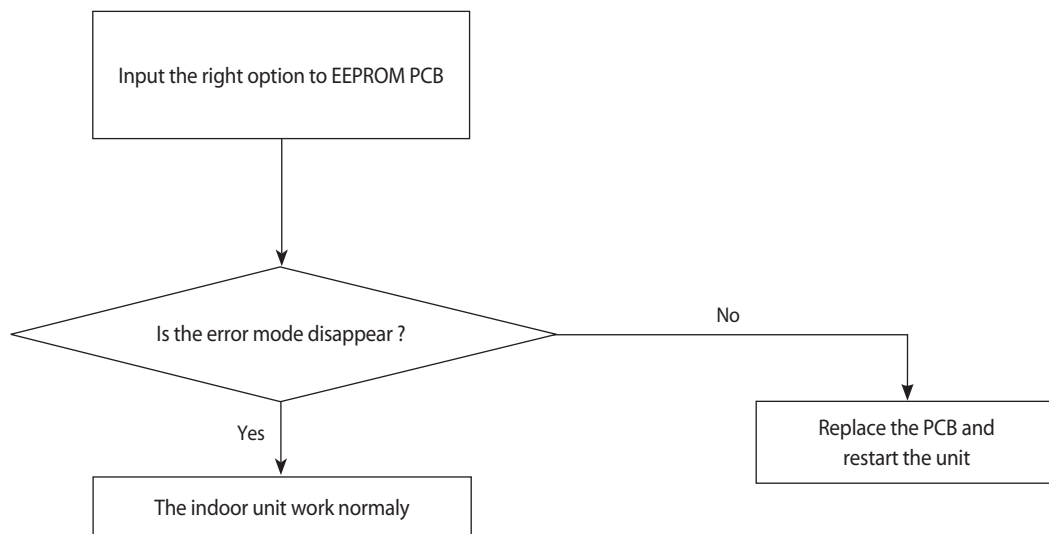 Input the right option to EEPROM PCB
Is the error mode disappear ?
No
Yes
Replace the PCB and
restart the unit
The indoor unit work normaly